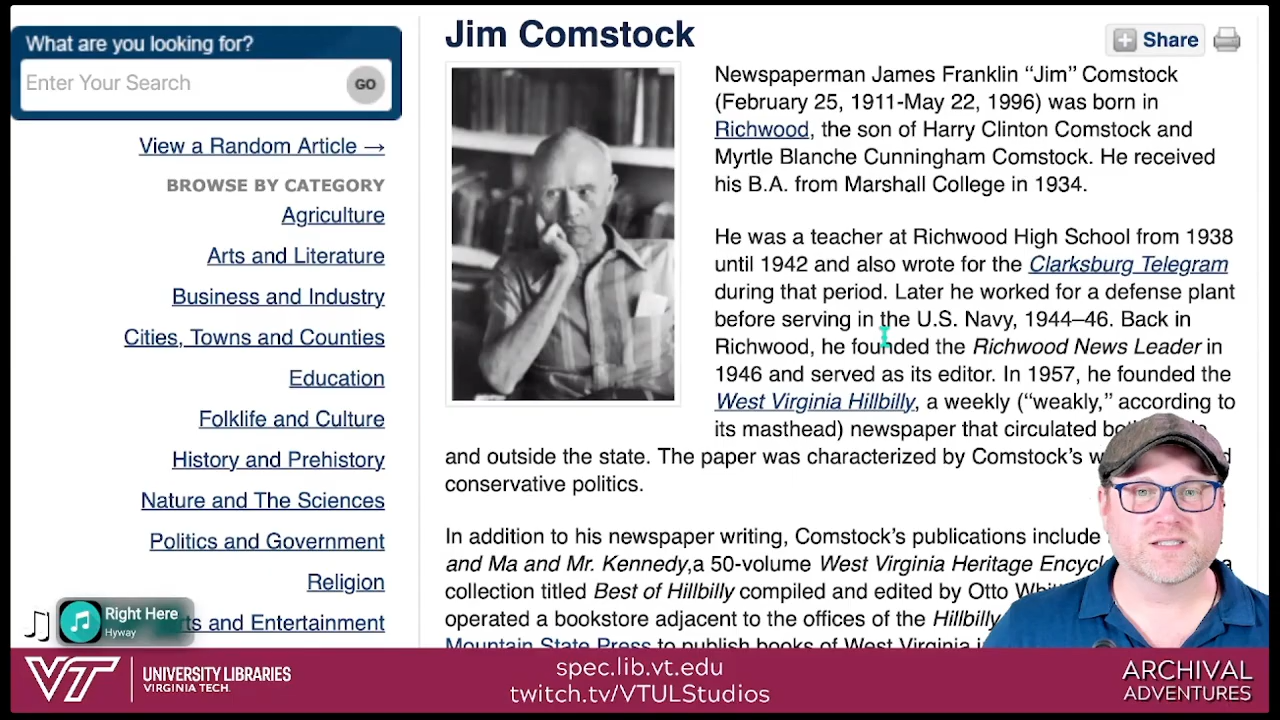 What are you looking for?
Enter Your Search
GO
View a Random Article →
BROWSE BY CATEGORY
Agriculture
Arts and Literature
Business and Industry
Cities, Towns and Counties
Education
Folklife and Culture
History and Prehistory
Nature and The Sciences
Politics and Government
Religion
ts and Entertainment
Right Here
Hyway
Jim Comstock
Share
Newspaperman James Franklin “Jim” Comstock
(February 25, 1911-May 22, 1996) was born in
Richwood, the son of Harry Clinton Comstock and
Myrtle Blanche Cunningham Comstock. He received
his B.A. from Marshall College in 1934.
He was a teacher at Richwood High School from 1938
until 1942 and also wrote for the Clarksburg Telegram
during that period. Later he worked for a defense plant
before serving in the U.S. Navy, 1944–46. Back in
Richwood, he founded the Richwood News Leader in
1946 and served as its editor. In 1957, he founded the
West Virginia Hillbilly, a weekly (“weakly,” according to
its masthead) newspaper that circulated
and outside the state. The paper was characterized by Comstock’s
conservative politics.
In addition to his newspaper writing, Comstock’s publications include
and Ma and Mr. Kennedy,a 50-volume West Virginia Heritage
collection titled Best of Hillbilly compiled and edited by Otto
operated a bookstore adjacent to the offices of the Hillbilly
Mountain State Press to publish books of West Virginia
VT
UNIVERSITY LIBRARIES
VIRGINIA TECH.
spec.lib.vt.edu
twitch.tv/VTULStudios
ARCHIVAL
ADVENTURES